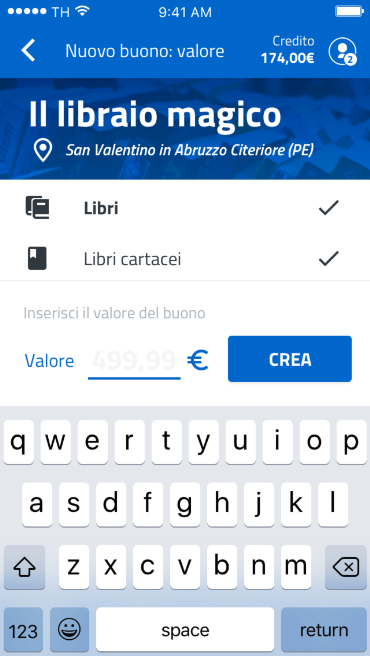 TH 9:41 AM
Nuovo buono: valore
Credito
174,00€
2
Il libraio magico
San Valentino in Abruzzo Citeriore (PE)
Libri
Libri cartacei
Inserisci il valore del buono
Valore 499,99 € CREA
q w e r t y u i o p
a s d f g h j k l
z x c v b n m
123 space return